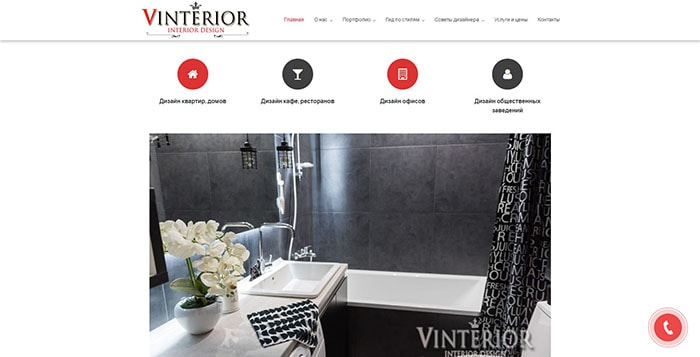 VINTERIOR
INTERIOR DESIGN
Главная О нас Портфолио Гид по стилям Советы дизайнера Услуги и цены Контакты
Дизайн квартир, домов
Дизайн кафе, ресторанов
Дизайн офисов
Дизайн общественных
заведений
VINTERIOR
INTERIOR DESIGN